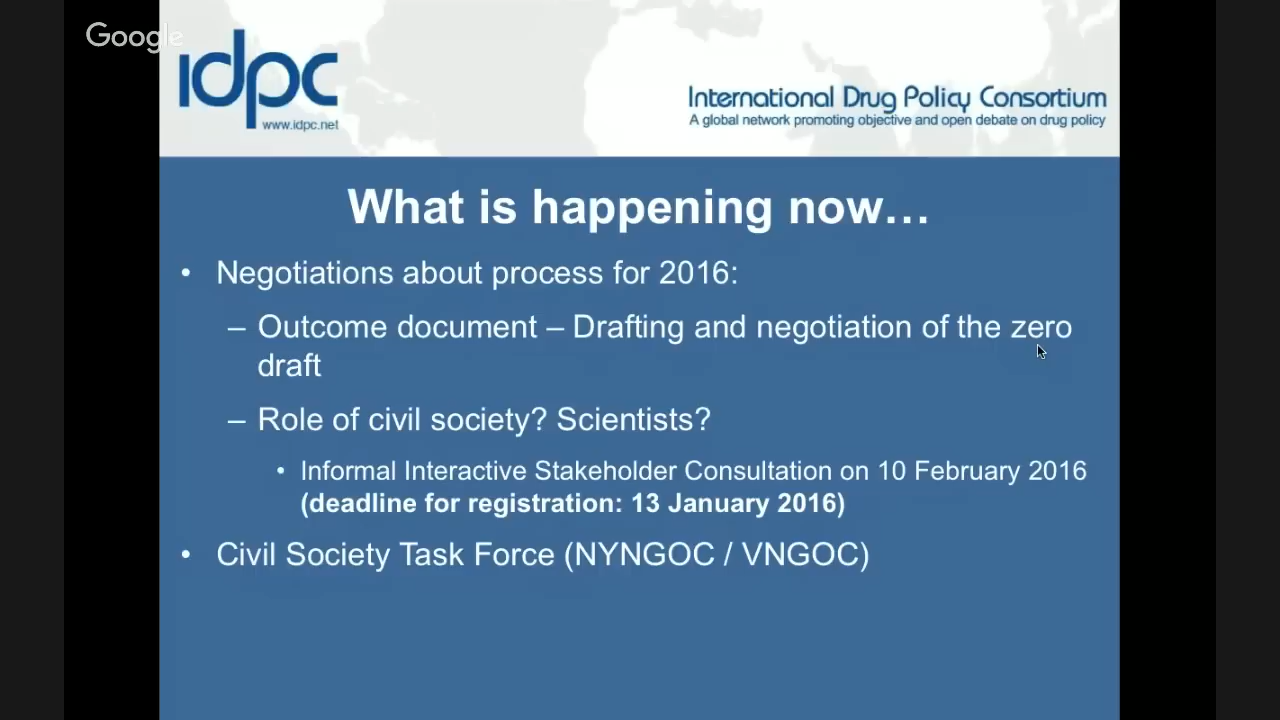 Google
idpc
www.idpc.net
International Drug Policy Consortium
A global network promoting objective and open debate on drug policy
What is happening now…
• Negotiations about process for 2016:
– Outcome document – Drafting and negotiation of the zero
draft
– Role of civil society? Scientists?
• Informal Interactive Stakeholder Consultation on 10 February 2016
(deadline for registration: 13 January 2016)
• Civil Society Task Force (NYNGOC / VNGOC)